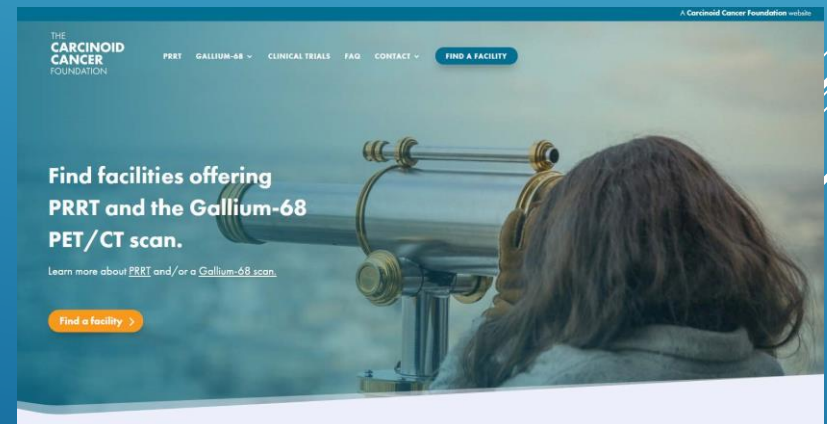 A Carcinoid Cancer Foundation website
THE
CARCINOID
CANCER
FOUNDATION
PRRT GALLIUM-68 CLINICAL TRIALS FAQ CONTACT FIND A FACILITY
Find facilities offering
PRRT and the Gallium-68
PET/CT scan.
Learn more about PRRT and/or a Gallium-68 scan.
Find a facility